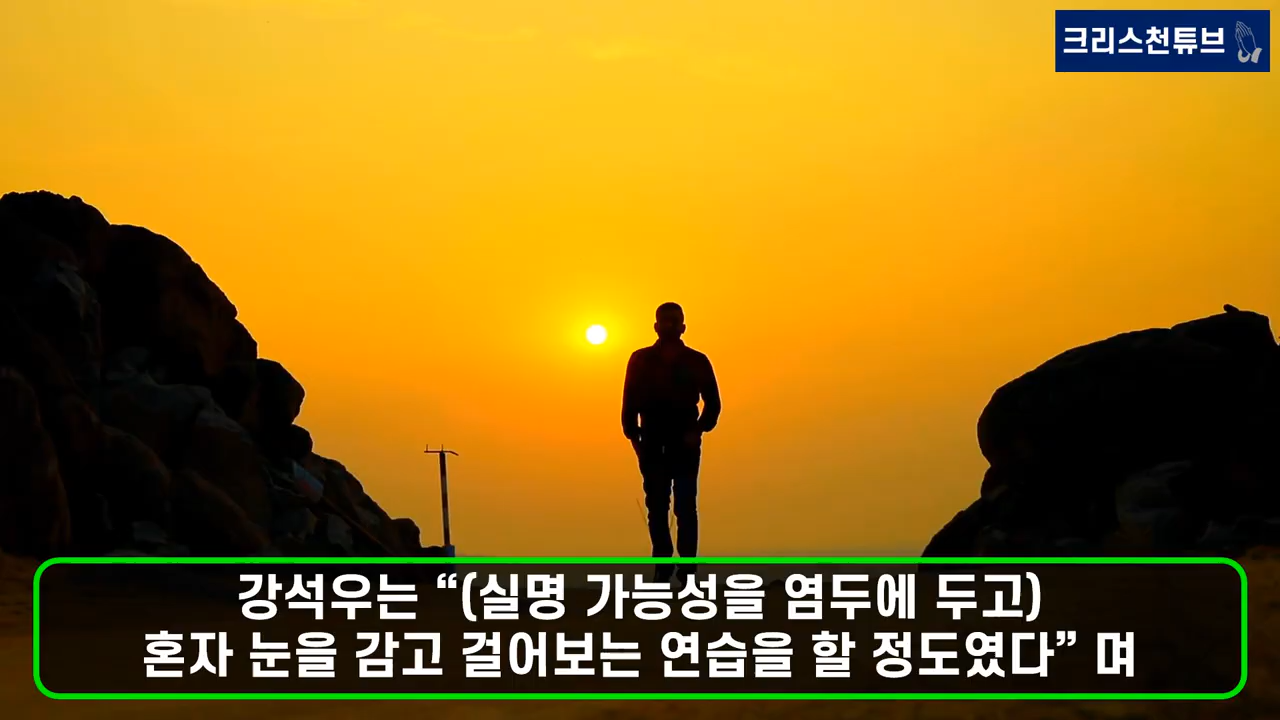 크리스천튜브
강석우는 “(실명 가능성을 염두에 두고)
혼자 눈을 감고 걸어보는 연습을 할 정도였다” 며